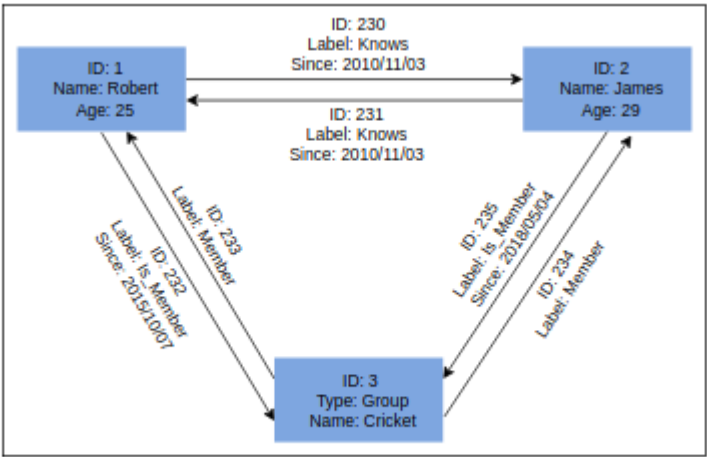 ID: 230
Label: Knows
Since: 2010/11/03
ID: 1
Name: Robert
Age: 25
ID: 2
Name: James
Age: 29
ID: 231
Label: Knows
Since: 2010/11/03
ID: 232
Label: Is_Member
Since: 2015/10/07
ID: 233
Label: Member
ID: 235
Label: Is_Member
Since: 2018/05/04
ID: 234
Label: Member
ID: 3
Type: Group
Name: Cricket